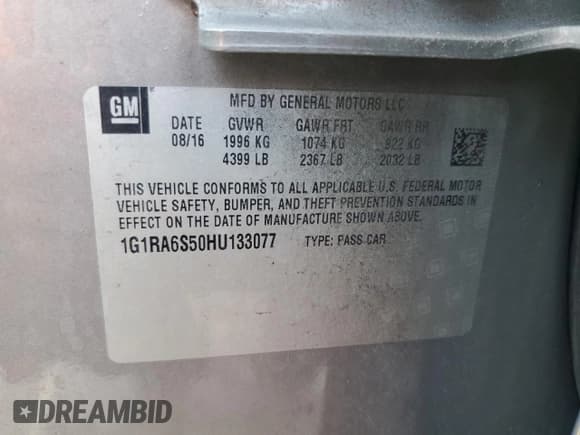 GM
MFD BY GENERAL MOTORS LLC
DATE GVWR GAWR FRT GAWR RR
08/16 1996 KG 1074 KG 922 KG
4399 LB 2367 LB 2032 LB
THIS VEHICLE CONFORMS TO ALL APPLICABLE U.S. FEDERAL MOTOR
VEHICLE SAFETY, BUMPER, AND THEFT PREVENTION STANDARDS IN
EFFECT ON THE DATE OF MANUFACTURE SHOWN ABOVE.
1G1RA6S50HU133077 TYPE: PASS CAR
DREAMBID